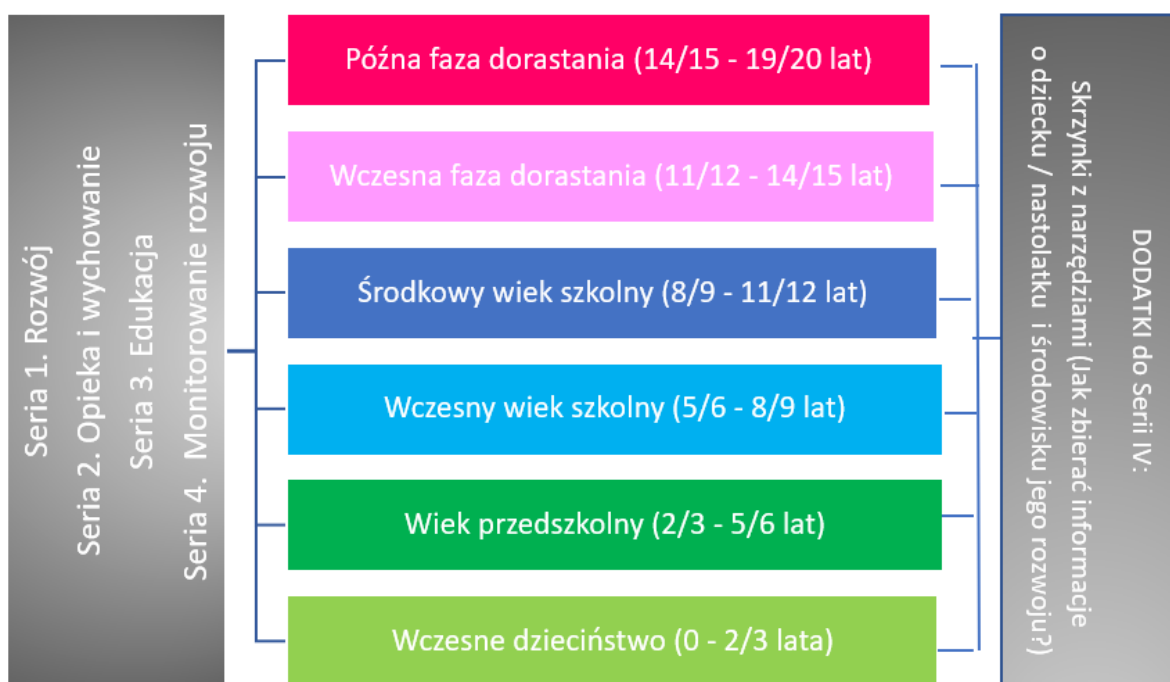 Seria 1. Rozwój
Seria 2. Opieka i wychowanie
Seria 3. Edukacja
Seria 4. Monitorowanie rozwoju
Późna faza dorastania (14/15 - 19/20 lat)
Wczesna faza dorastania (11/12 - 14/15 lat)
Środkowy wiek szkolny (8/9 - 11/12 lat)
Wczesny wiek szkolny (5/6 - 8/9 lat)
Wiek przedszkolny (2/3 - 5/6 lat)
Wczesne dzieciństwo (0 - 2/3 lata)
DODATKI do Serii IV:
Skrzynki z narzędziami (Jak zbierać informacje
o dziecku / nastolatku i środowisku jego rozwoju?)